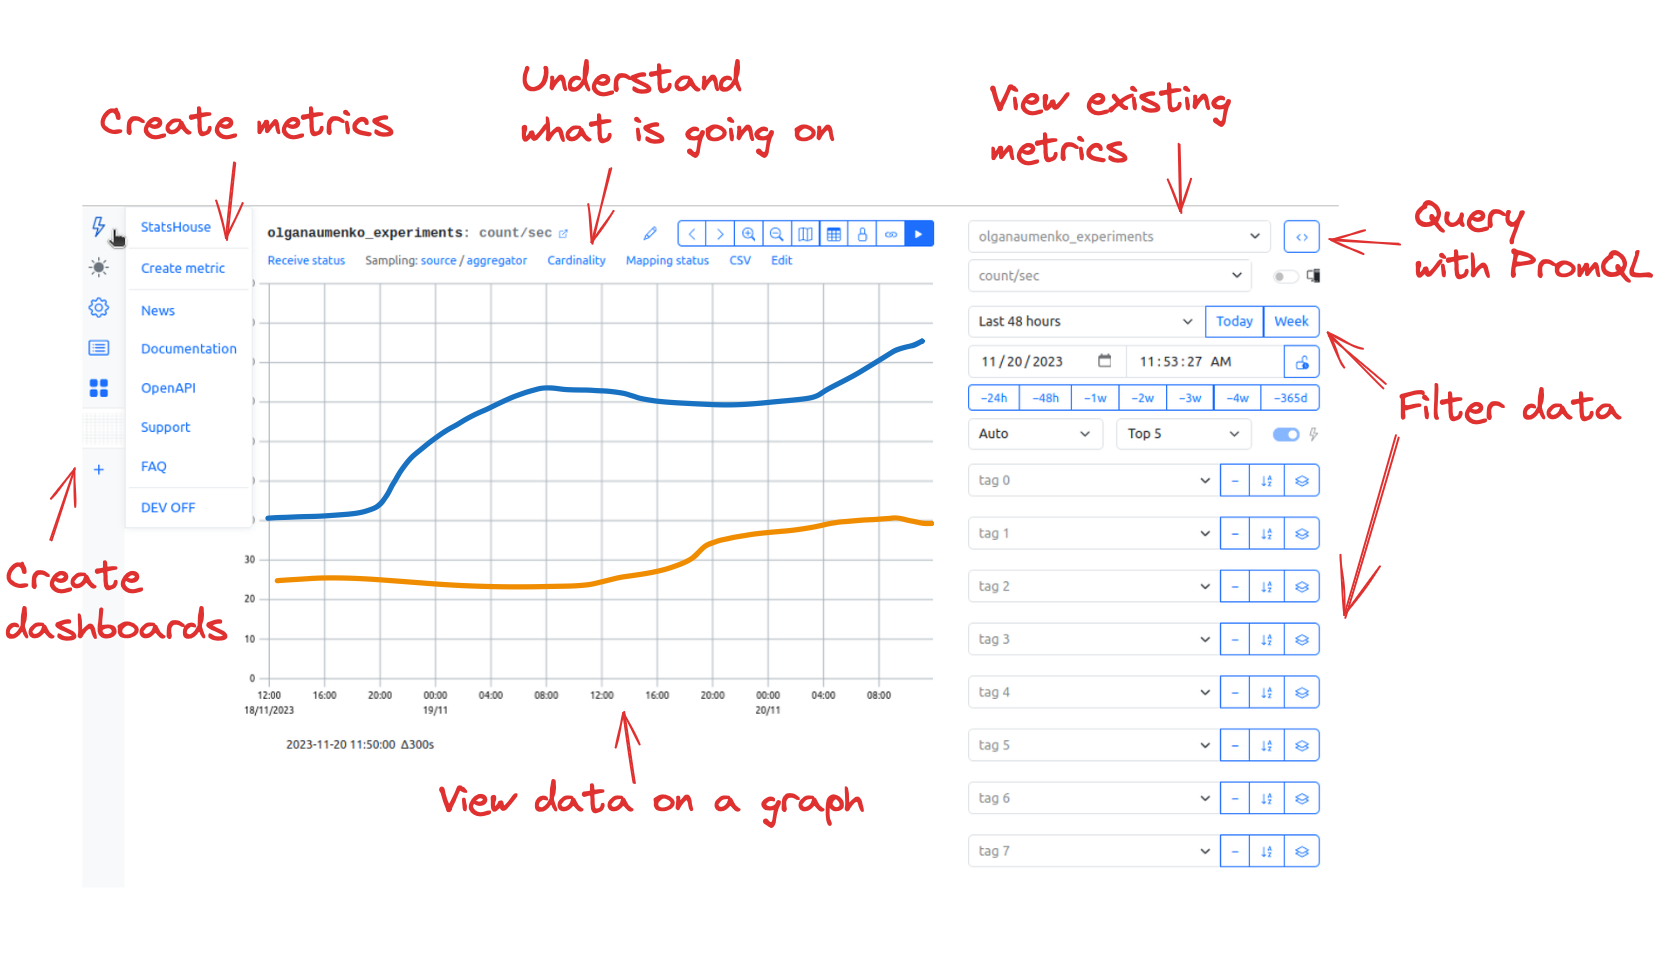 Create metrics
Understand
what is going on
View existing
metrics
Query
with PromQL
Filter data
Create
dashboards
View data on a graph
StatsHouse
Create metric
News
Documentation
OpenAPI
Support
FAQ
DEV OFF
+
olganaumenko_experiments: count/sec
Receive status Sampling: source / aggregator Cardinality Mapping status CSV Edit
30
20
10
0
12:00 16:00 20:00 00:00 04:00 08:00 12:00 16:00 20:00 00:00 04:00 08:00
18/11/2023 19/11 20/11
2023-11-20 11:50:00 Δ300s
olganaumenko_experiments
count/sec
Last 48 hours Today Week
11/20/2023 11:53:27 AM
-24h -48h -1w -2w -3w -4w -365d
Auto Top 5
tag 0
tag 1
tag 2
tag 3
tag 4
tag 5
tag 6
tag 7